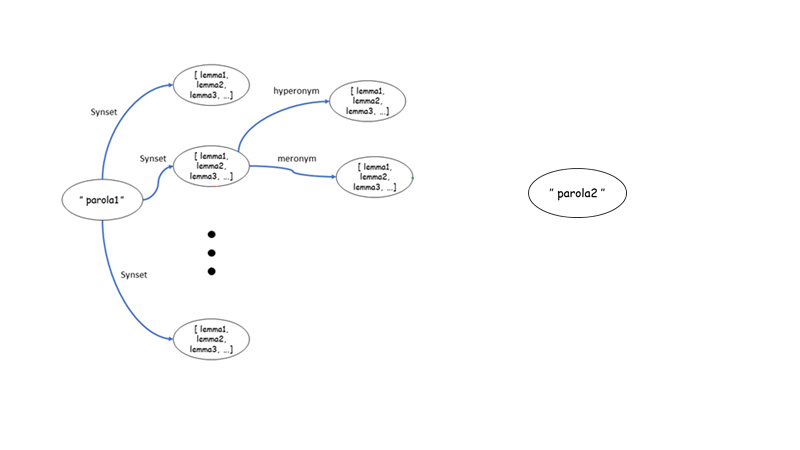 [ lemma1,
lemma2,
lemma3, ...]
hyperonym
[ lemma1,
lemma2,
lemma3, ...]
Synset
Synset
[ lemma1,
lemma2,
lemma3, ...]
meronym
[ lemma1,
lemma2,
lemma3, ...]
" parola1 "
" parola2 "
Synset
[ lemma1,
lemma2,
lemma3, ...]